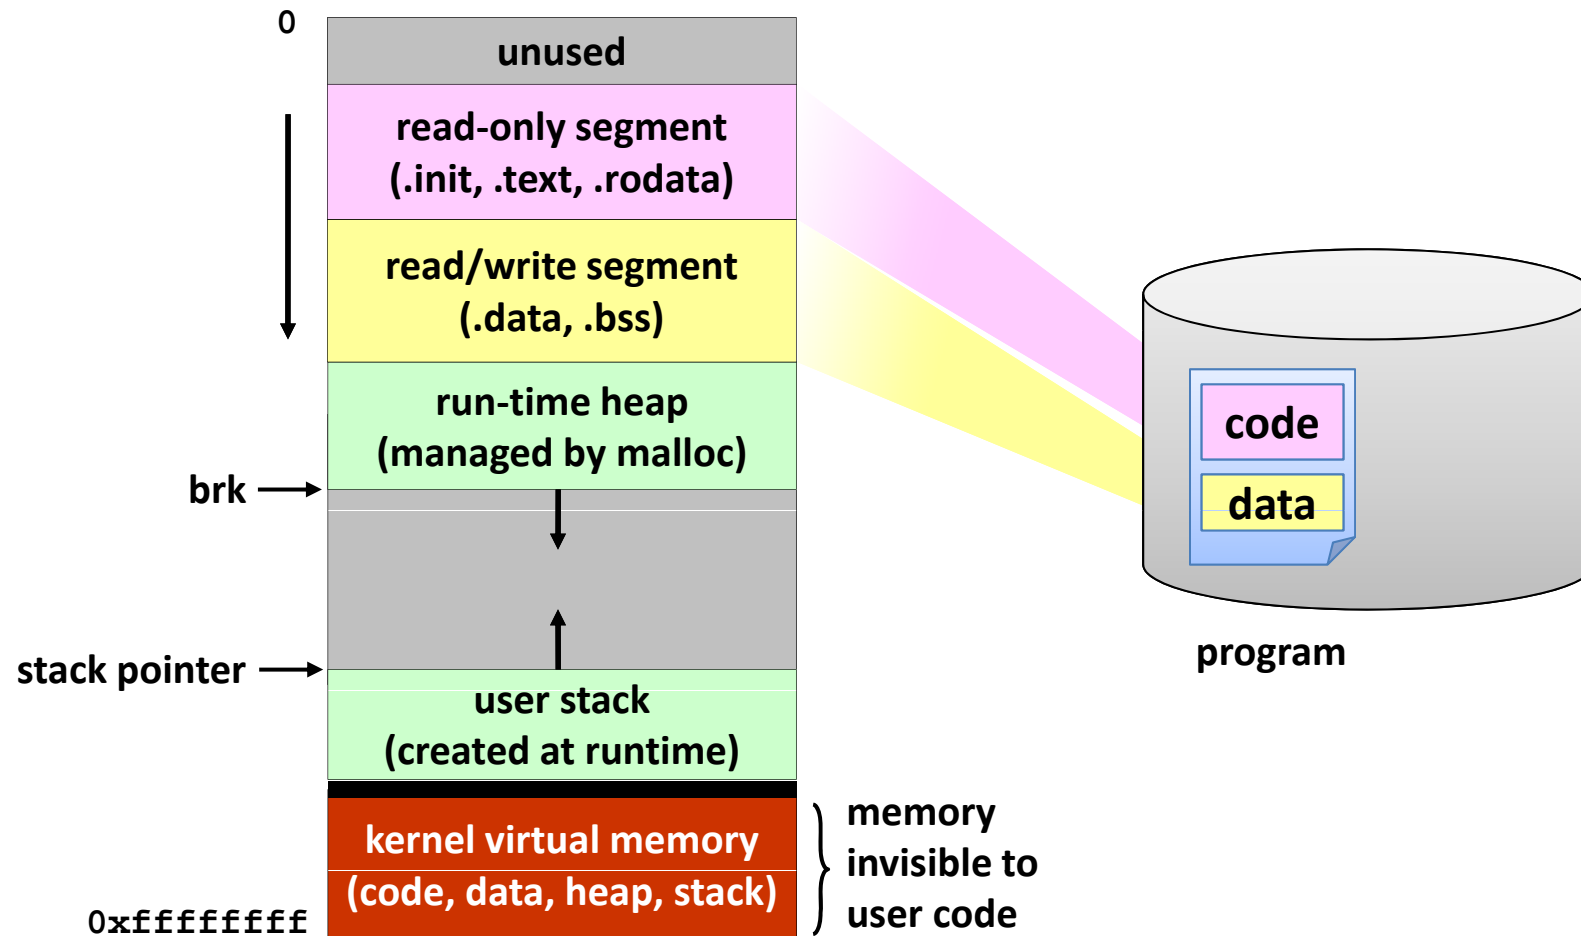 0
unused
read-only segment
(.init, .text, .rodata)
read/write segment
(.data, .bss)
run-time heap
(managed by malloc)
brk
stack pointer
user stack
(created at runtime)
kernel virtual memory
(code, data, heap, stack)
0xffffffff
memory
invisible to
user code
code
data
program